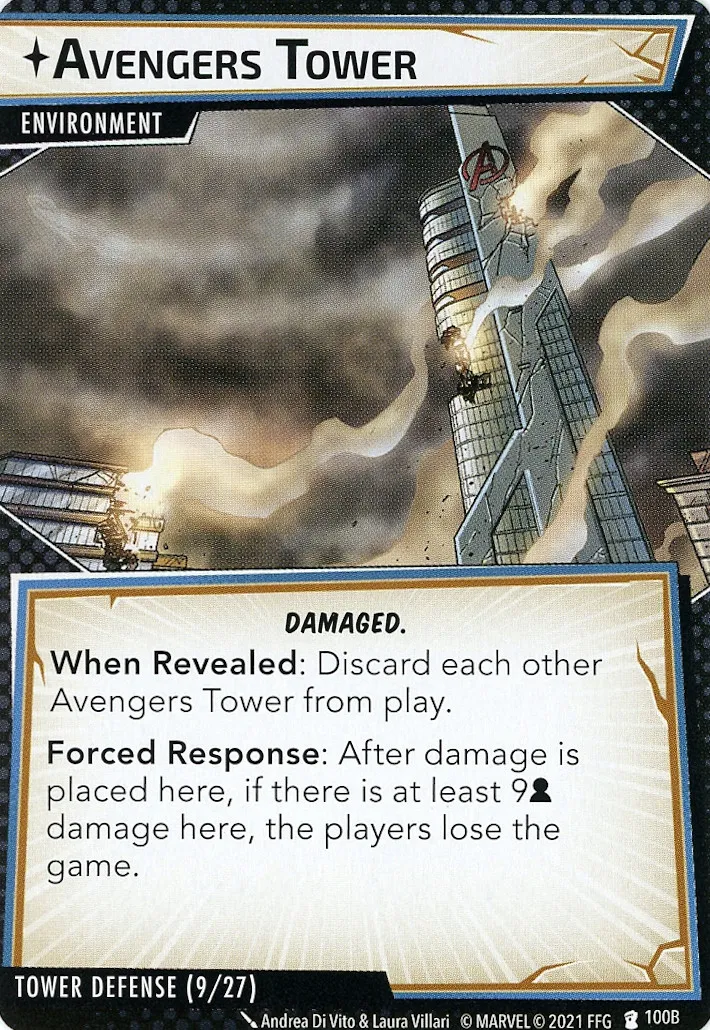 AVENGERS TOWER
ENVIRONMENT
DAMAGED.
When Revealed: Discard each other
Avengers Tower from play.
Forced Response: After damage is
placed here, if there is at least 9
damage here, the players lose the
game.
TOWER DEFENSE (9/27)
Andrea Di Vito & Laura Villari © MARVEL © 2021 FFG 100B